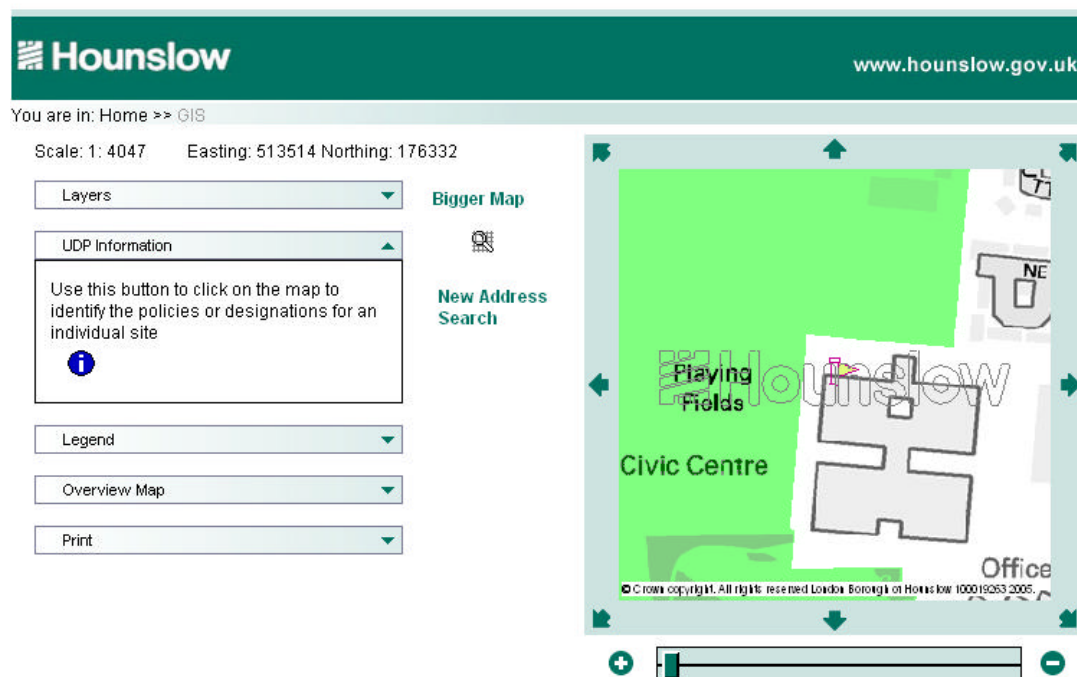 Hounslow
www.hounslow.gov.uk
You are in: Home >> GIS
Scale: 1: 4047 Easting: 513514 Northing: 176332
Layers
Bigger Map
UDP Information
Use this button to click on the map to
identify the policies or designations for an
individual site
i
New Address
Search
Legend
Overview Map
Print
NE
Hounslow
Playing
Fields
Civic Centre
Office
© Crown copyright. All rights reserved London Borough of Hounslow 100019263 2005.